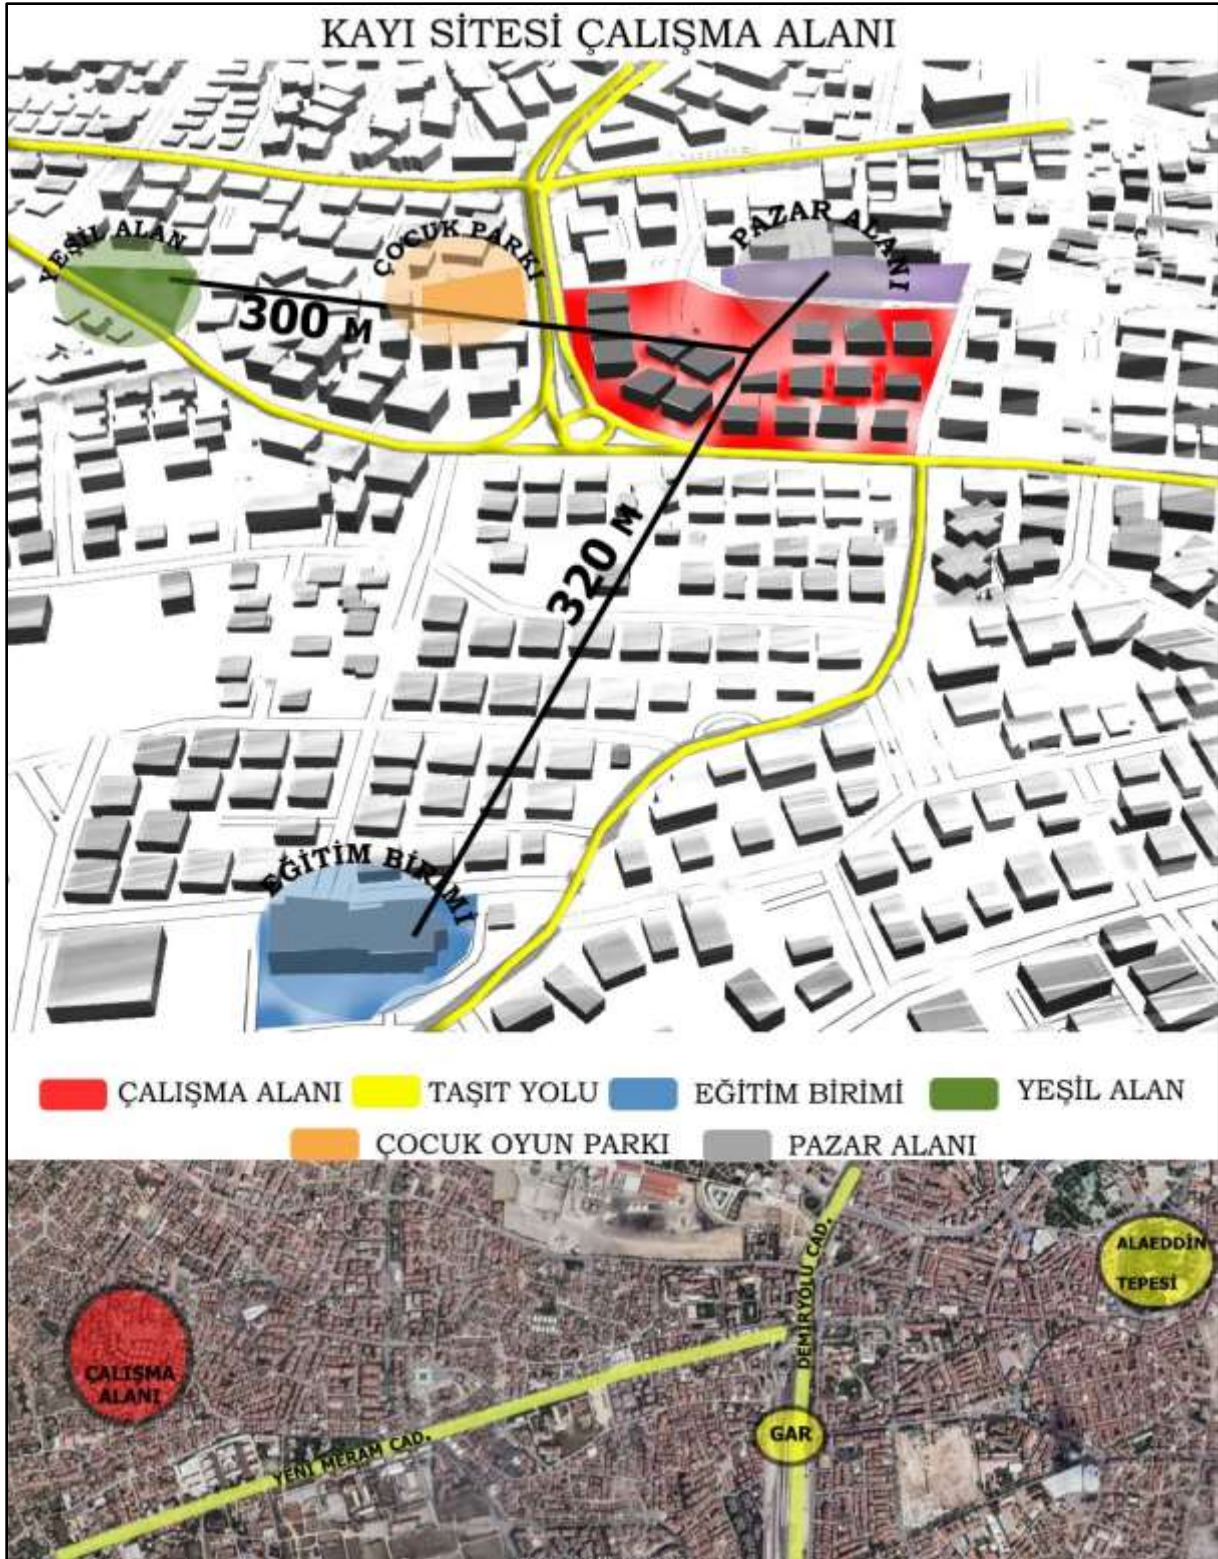 KAYI SİTESİ ÇALIŞMA ALANI
YEŞİL ALAN
ÇOCUK PARKI
PAZAR ALANI
300 M
320 M
EĞİTİM BİRİMİ
ÇALIŞMA ALANI
TAŞIT YOLU
EĞİTİM BİRİMİ
YEŞİL ALAN
ÇOCUK OYUN PARKI
PAZAR ALANI
ALAEDDİN
TEPESİ
DEMİRYOLU CAD.
ÇALIŞMA
ALANI
GAR
YENİ MERAM CAD.